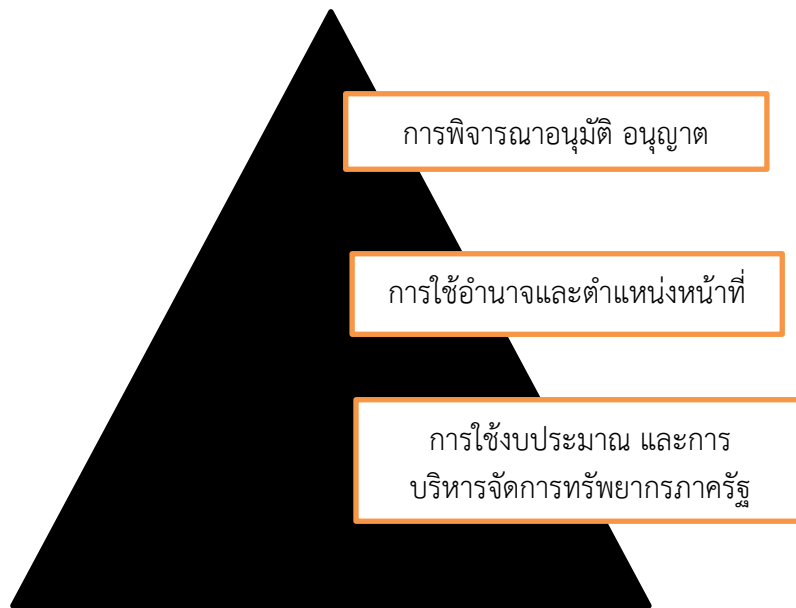 การพิจารณาอนุมัติ อนุญาต
การใช้อำนาจและตำแหน่งหน้าที่
การใช้งบประมาณ และการ
บริหารจัดการทรัพยากรภาครัฐ